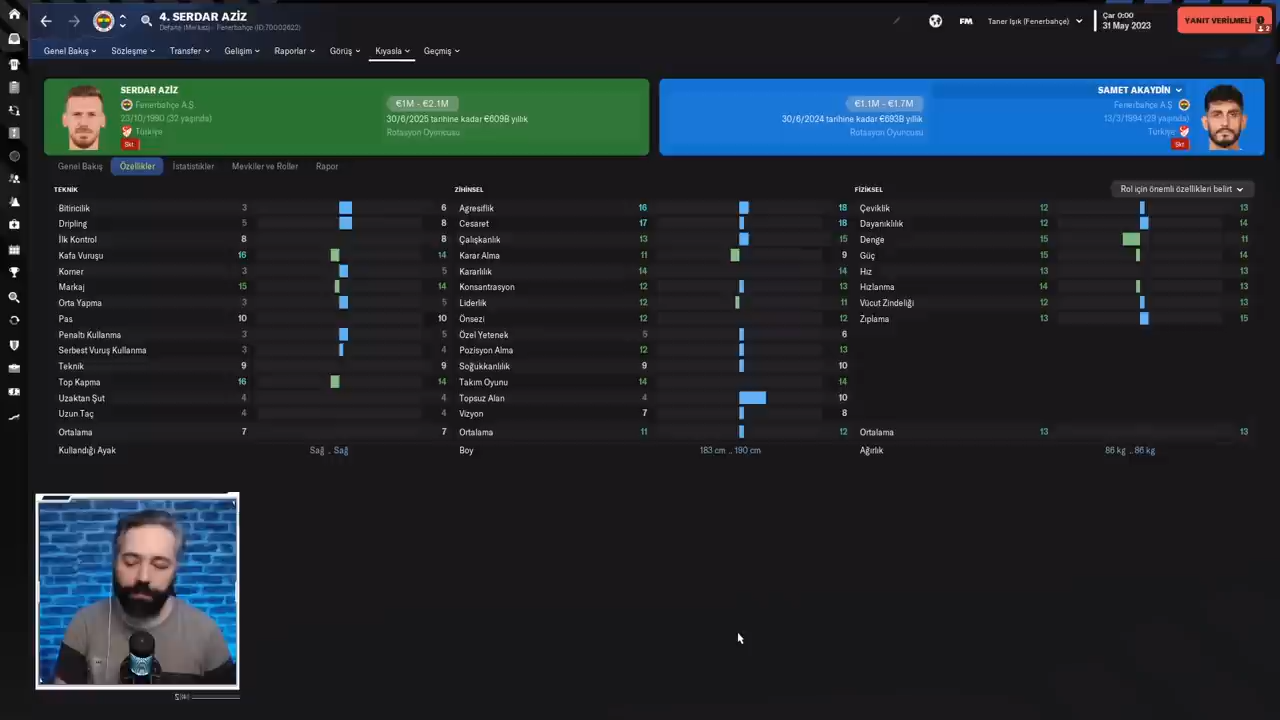 4. SERDAR AZİZ
Defans (Merkez) - Fenerbahçe (ID:70002622)
FM
Taner Işık (Fenerbahçe)
Çar 0:00
31 May 2023
YANIT VERİLMELİ
2
Genel Bakış
Sözleşme
Transfer
Gelişim
Raporlar
Görüş
Kıyasla
Geçmiş
SERDAR AZİZ
Fenerbahçe A.Ş.
23/10/1990 (32 yaşında)
Türkiye
Skt
€1M - €2.1M
30/6/2025 tarihine kadar €609B yıllık
Rotasyon Oyuncusu
€1.1M - €1.7M
30/6/2024 tarihine kadar €693B yıllık
Rotasyon Oyuncusu
SAMET AKAYDİN
Fenerbahçe A.Ş.
13/3/1994 (29 yaşında)
Türkiye
Skt
Genel Bakış
Özellikler
İstatistikler
Mevkiler ve Roller
Rapor
Rol için önemli özellikleri belirt
TEKNİK
Bitiricilik 3 6
Dripling 5 8
İlk Kontrol 8 8
Kafa Vuruşu 16 14
Korner 3 5
Markaj 15 14
Orta Yapma 3 5
Pas 10 10
Penaltı Kullanma 3 5
Serbest Vuruş Kullanma 3 4
Teknik 9 9
Top Kapma 16 14
Uzaktan Şut 4 4
Uzun Taç 4 4
Ortalama 7 7
Kullandığı Ayak Sağ .. Sağ
ZİHİNSEL
Agresiflik 16 18
Cesaret 17 18
Çalışkanlık 13 15
Karar Alma 11 9
Kararlılık 14 14
Konsantrasyon 12 13
Liderlik 12 11
Önsezi 12 12
Özel Yetenek 5 6
Pozisyon Alma 12 13
Soğukkanlılık 9 10
Takım Oyunu 14 14
Topsuz Alan 4 10
Vizyon 7 8
Ortalama 11 12
Boy 183 cm .. 190 cm
FİZİKSEL
Çeviklik 12 13
Dayanıklılık 12 14
Denge 15 11
Güç 15 14
Hız 13 13
Hızlanma 14 13
Vücut Zindeliği 12 13
Zıplama 13 15
Ortalama 13 13
Ağırlık 86 kg .. 86 kg